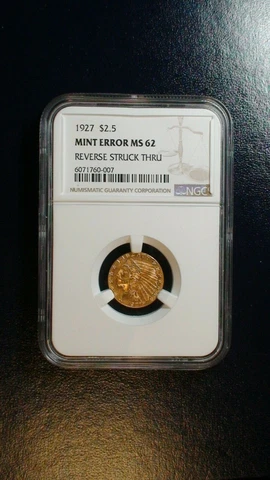 1927 $2.5
MINT ERROR MS 62
REVERSE STRUCK THRU
6071760-007
NUMISMATIC GUARANTY CORPORATION NGC